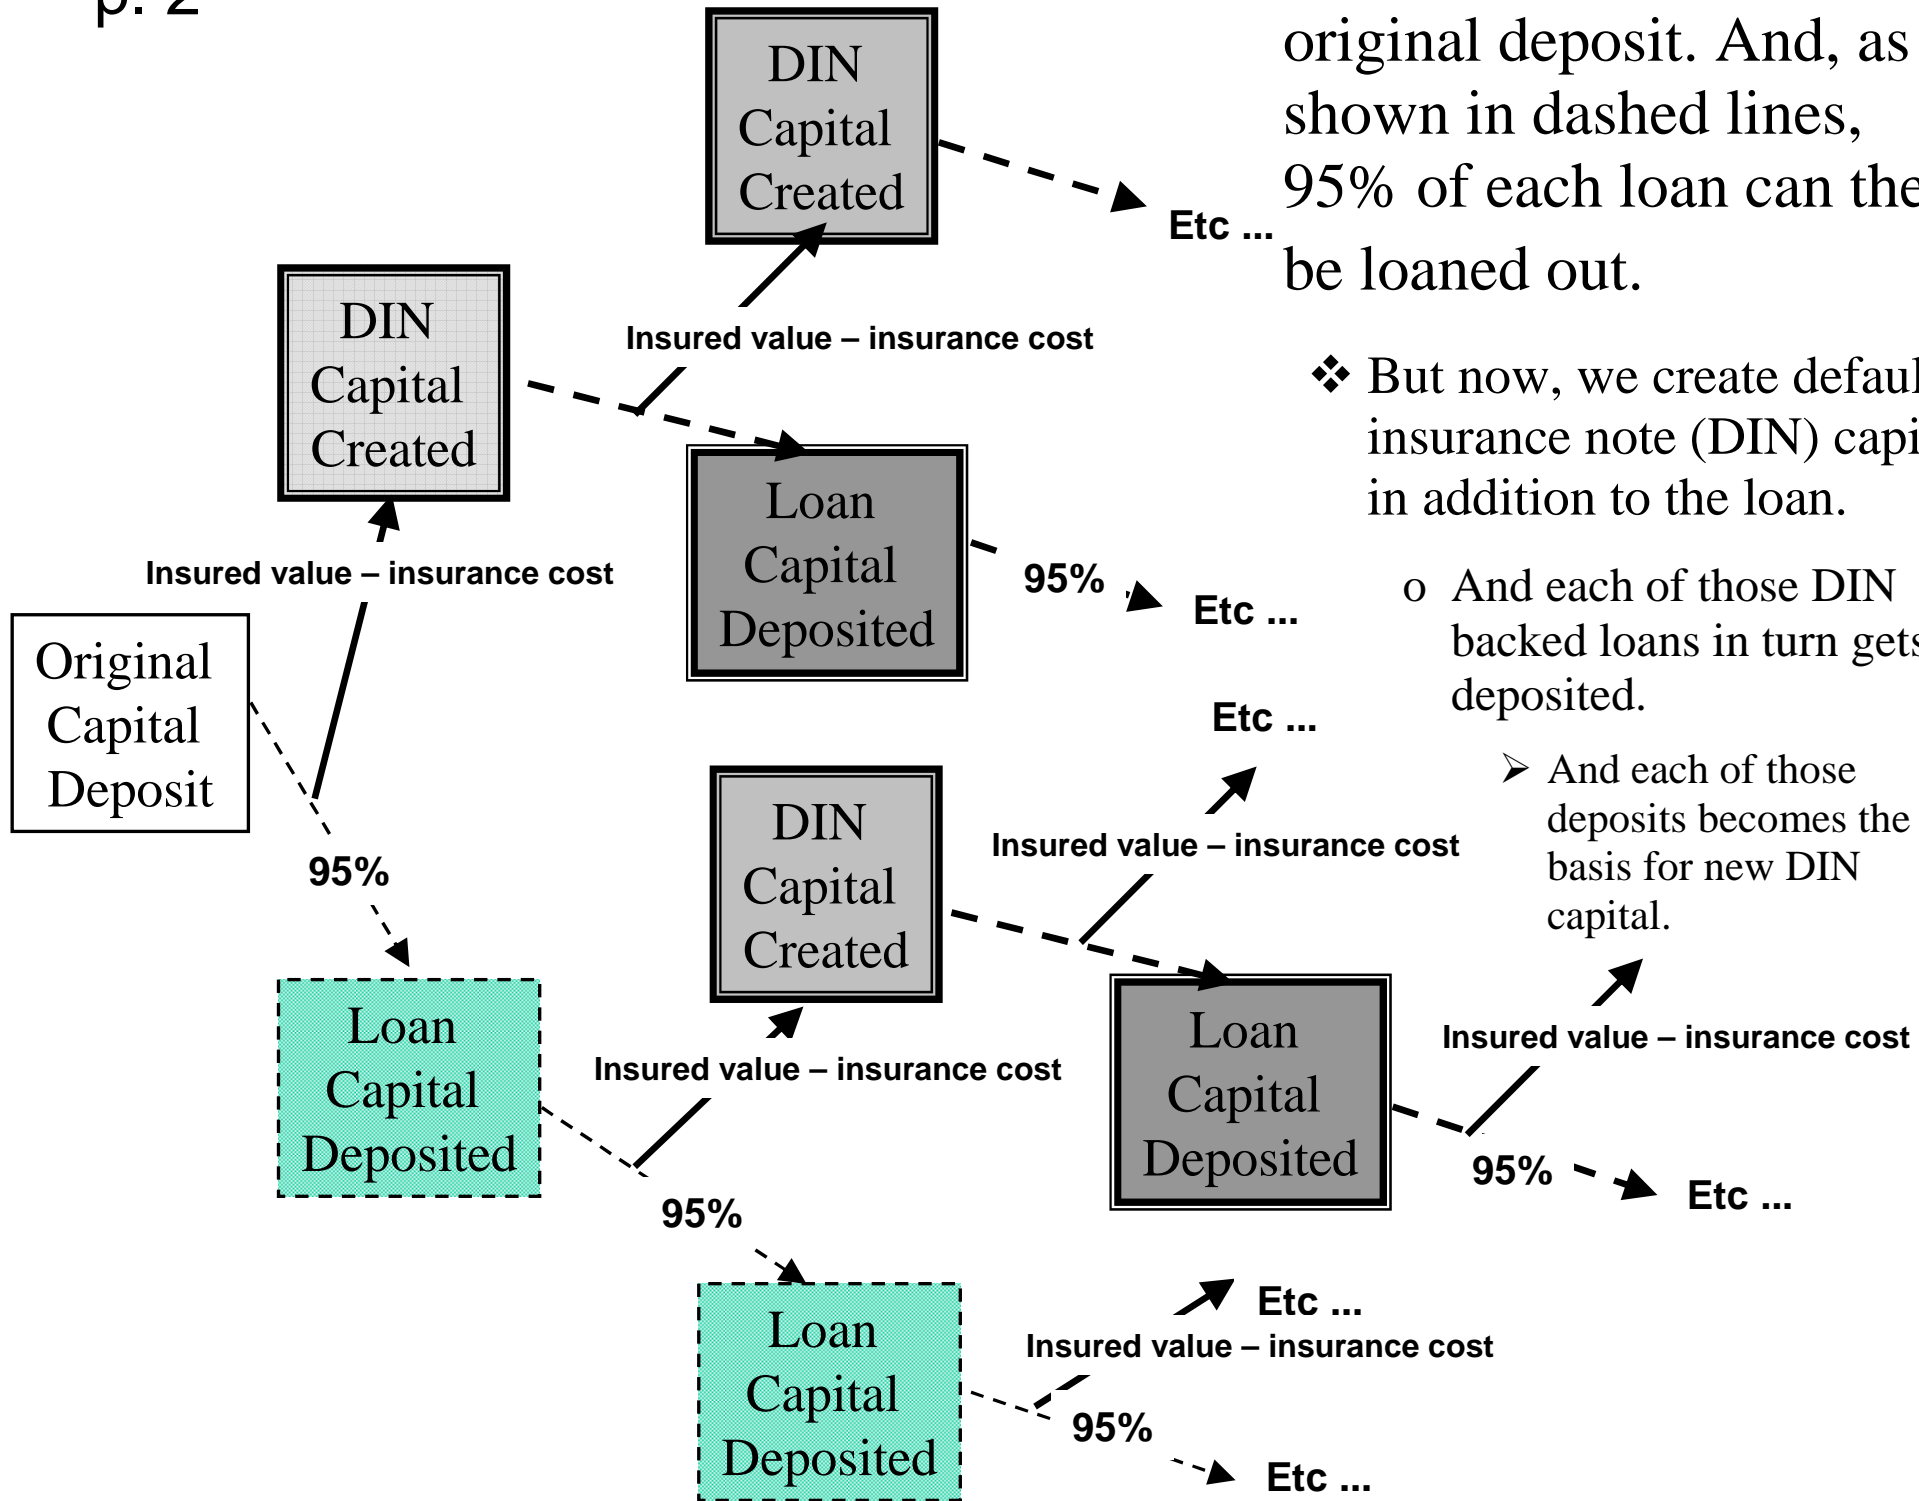 p. 2
original deposit. And, as
shown in dashed lines,
95% of each loan can
be loaned out.
❖ But now, we create
insurance note (DIN)
in addition to the loan.
o And each of those DIN
backed loans in turn gets
deposited.
➢ And each of those
deposits becomes the
basis for new DIN
capital.
DIN
Capital
Created
Etc ...
Insured value – insurance cost
DIN
Capital
Created
Insured value – insurance cost
Loan
Capital
Deposited
95%
Etc ...
Original
Capital
Deposit
95%
Etc ...
DIN
Capital
Created
Insured value – insurance cost
Loan
Capital
Deposited
Insured value – insurance cost
Loan
Capital
Deposited
Insured value – insurance cost
95%
Etc ...
95%
Loan
Capital
Deposited
Etc ...
Insured value – insurance cost
95%
Etc ...